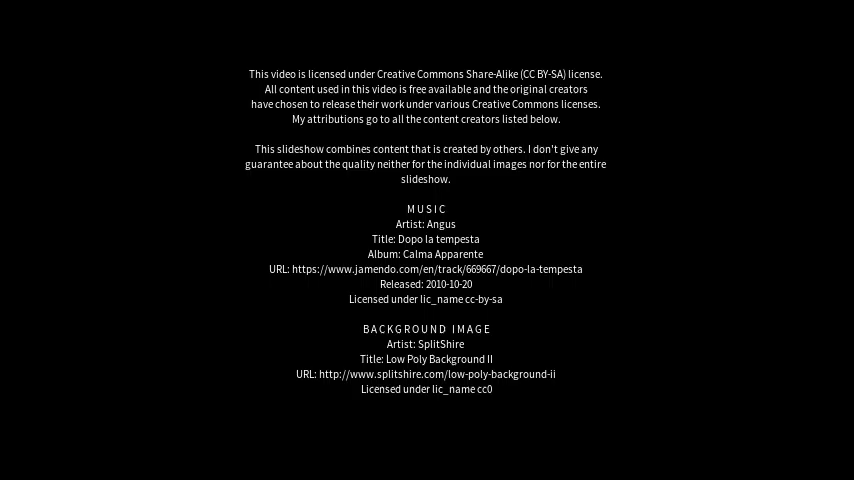 This video is licensed under Creative Commons Share-Alike (CC BY-SA) license.
All content used in this video is free available and the original creators
have chosen to release their work under various Creative Commons licenses.
My attributions go to all the content creators listed below.
This slideshow combines content that is created by others. I don't give any
guarantee about the quality neither for the individual images nor for the entire
slideshow.
MUSIC
Artist: Angus
Title: Dopo la tempesta
Album: Calma Apparente
URL: https://www.jamendo.com/en/track/669667/dopo-la-tempesta
Released: 2010-10-20
Licensed under lic_name cc-by-sa
BACKGROUND IMAGE
Artist: SplitShire
Title: Low Poly Background II
URL: http://www.splitshire.com/low-poly-background-ii
Licensed under lic_name cc0